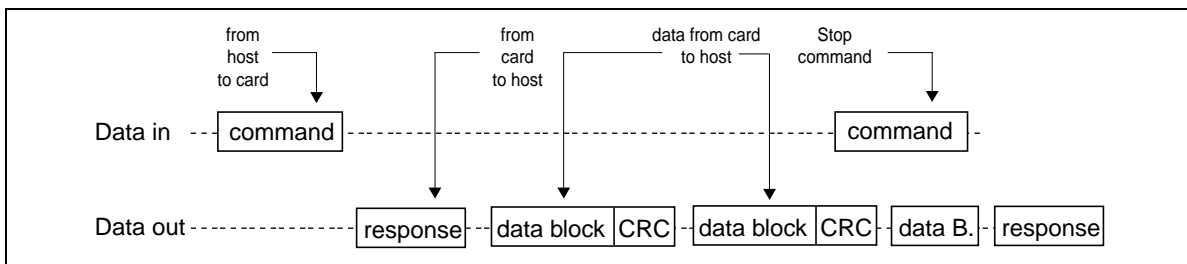 from
host
to card
from
card
to host
data from card
to host
Stop
command
Data in
command
command
Data out
response
data block
CRC
data block
CRC
data B.
response